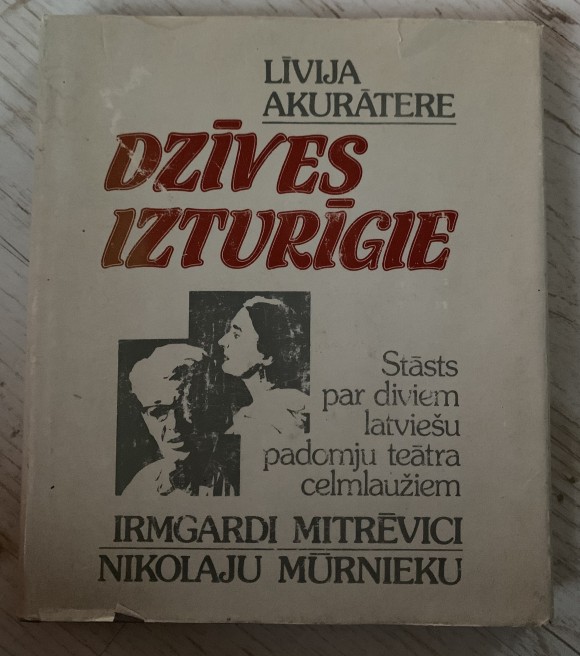 LĪVIJA
AKURĀTERE
DZĪVES
IZTURĪGIE
Stāsts
par diviem
latviešu
padomju teātra
celmlaužiem
IRMGARDI MITRĒVICI
NIKOLAJU MŪRNIEKU